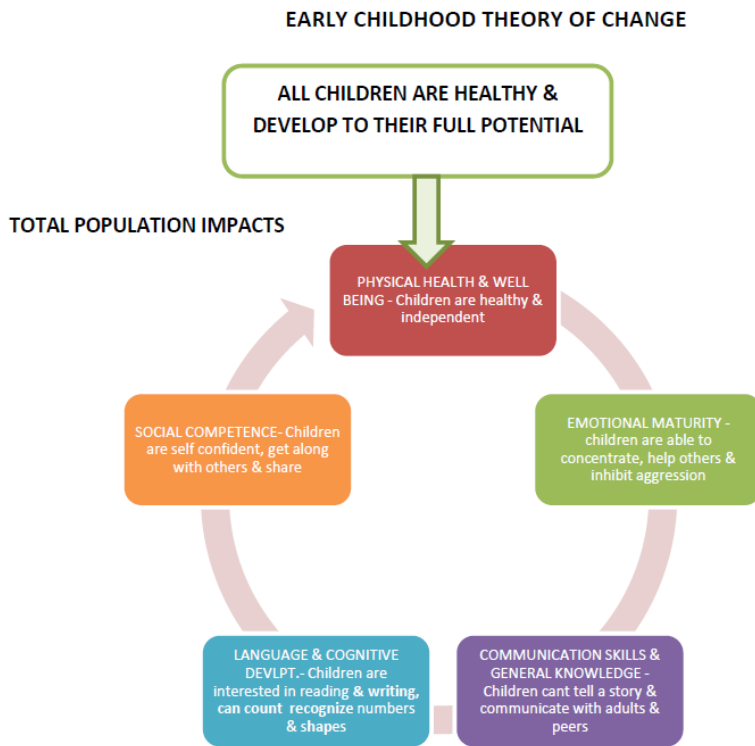 EARLY CHILDHOOD THEORY OF CHANGE
ALL CHILDREN ARE HEALTHY &
DEVELOP TO THEIR FULL POTENTIAL
TOTAL POPULATION IMPACTS
PHYSICAL HEALTH & WELL
BEING - Children are healthy &
independent
EMOTIONAL MATURITY -
children are able to
concentrate, help others &
inhibit aggression
COMMUNICATION SKILLS &
GENERAL KNOWLEDGE -
Children cant tell a story &
communicate with adults &
peers
LANGUAGE & COGNITIVE
DEVLPT.- Children are
interested in reading & writing,
can count recognize numbers
& shapes
SOCIAL COMPETENCE- Children
are self confident, get along
with others & share